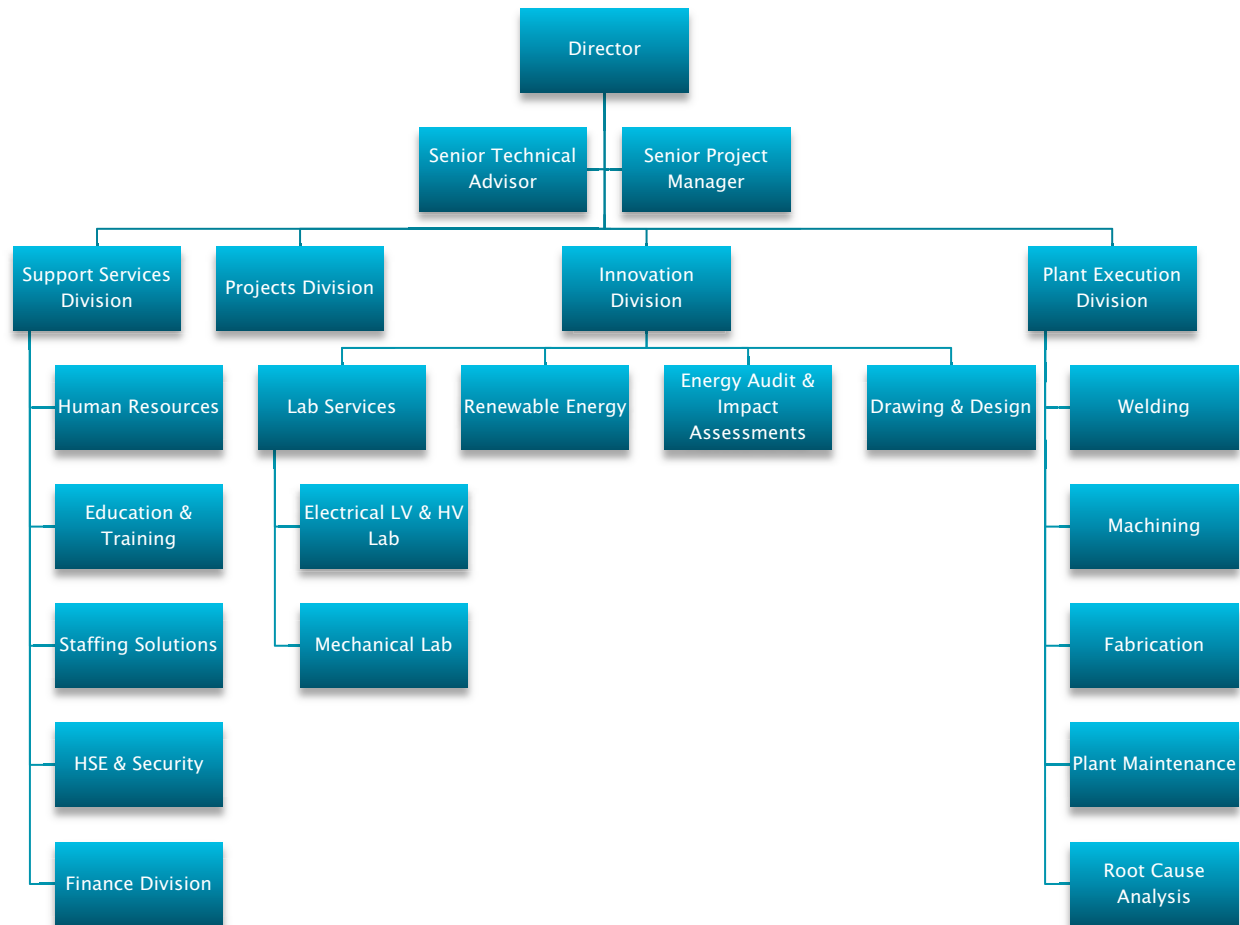 Director
Senior Technical
Advisor
Senior Project
Manager
Support Services
Division
Projects Division
Innovation
Division
Plant Execution
Division
Human Resources
Lab Services
Renewable Energy
Energy Audit &
Impact
Assessments
Drawing & Design
Welding
Education &
Training
Electrical LV & HV
Lab
Machining
Staffing Solutions
Mechanical Lab
Fabrication
HSE & Security
Plant Maintenance
Finance Division
Root Cause
Analysis